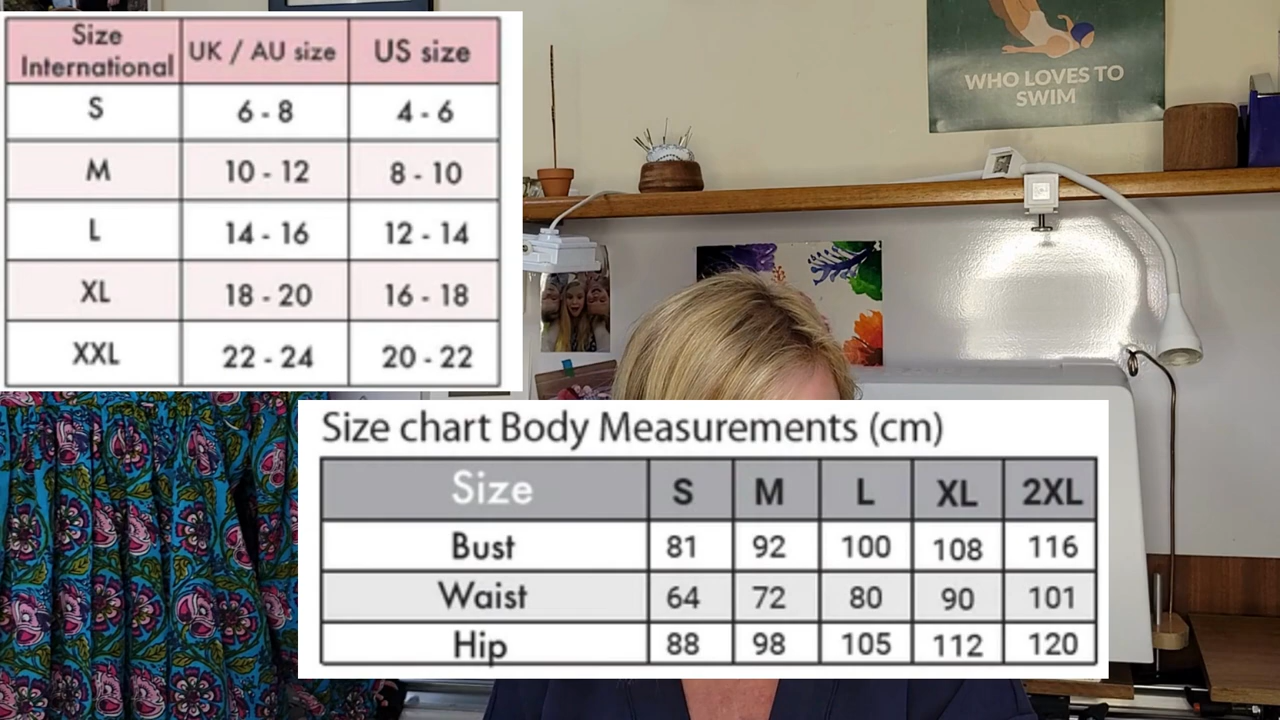 Size International UK / AU size US size
S 6 - 8 4 - 6
M 10 - 12 8 - 10
L 14 - 16 12 - 14
XL 18 - 20 16 - 18
XXL 22 - 24 20 - 22
WHO LOVES TO
SWIM
Size chart Body Measurements (cm)
Size S M L XL 2XL
Bust 81 92 100 108 116
Waist 64 72 80 90 101
Hip 88 98 105 112 120